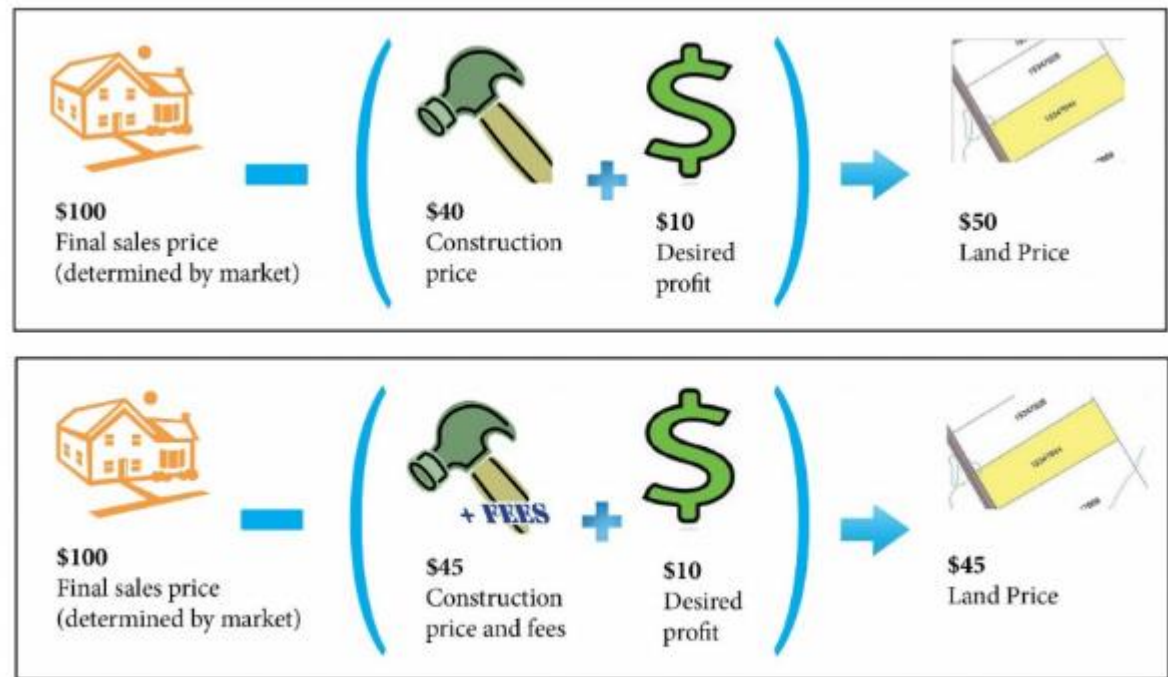 $100
Final sales price
(determined by market)
$40
Construction
price
$10
Desired
profit
$50
Land Price
$100
Final sales price
(determined by market)
+ FEES
$45
Construction
price and fees
$10
Desired
profit
$45
Land Price